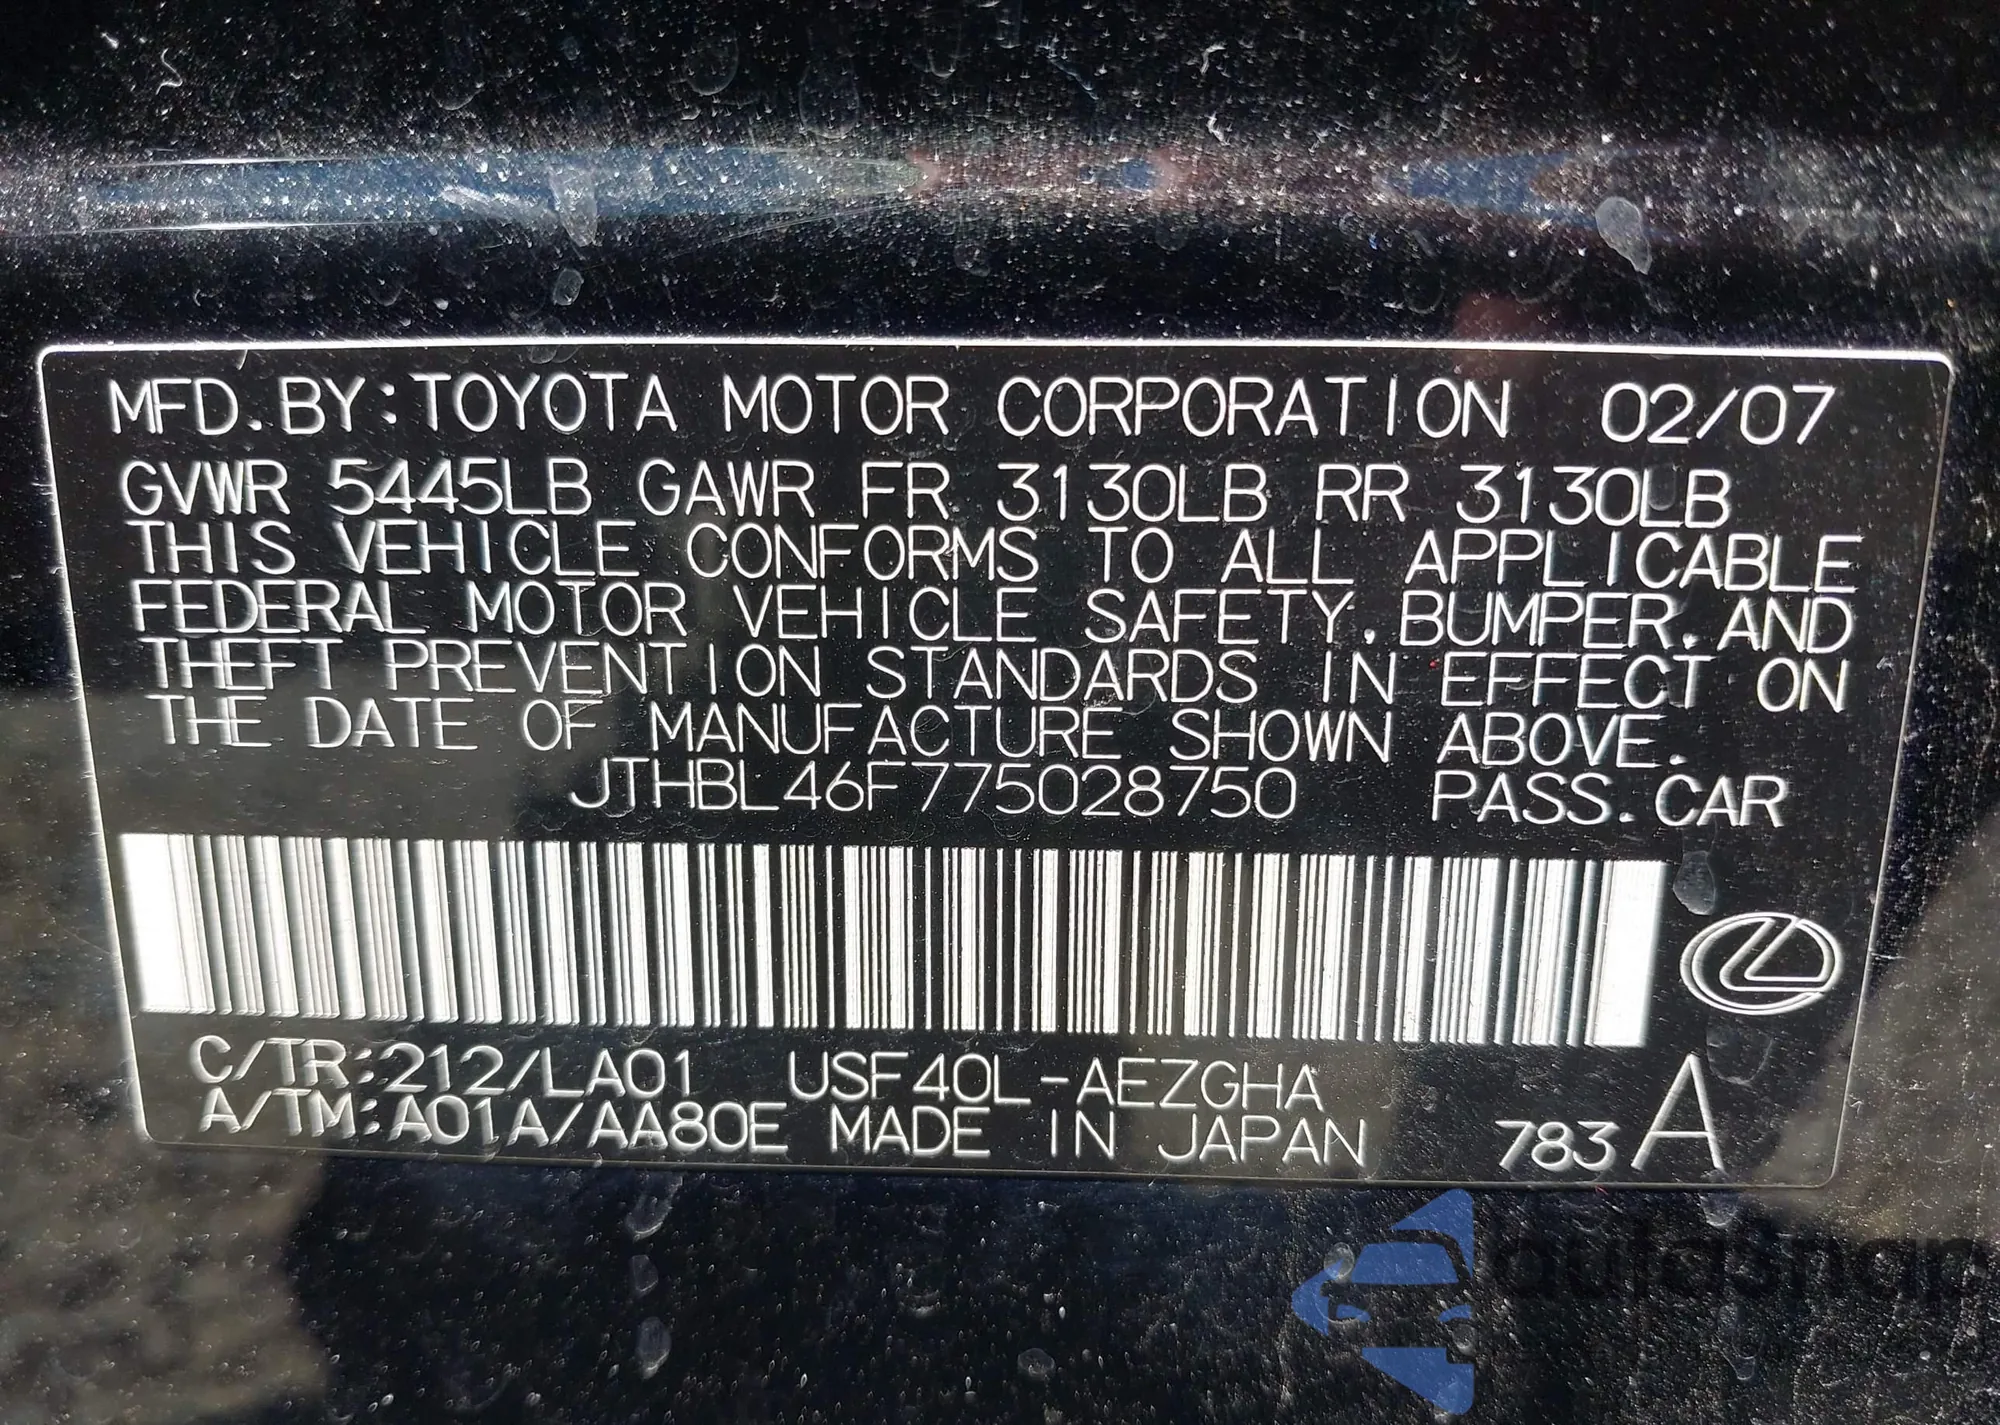 MFD.BY:TOYOTA MOTOR CORPORATION 02/07
GVWR 5445LB GAWR FR 3130LB RR 3130LB
THIS VEHICLE CONFORMS TO ALL APPLICABLE
FEDERAL MOTOR VEHICLE SAFETY,BUMPER,AND
THEFT PREVENTION STANDARDS IN EFFECT ON
THE DATE OF MANUFACTURE SHOWN ABOVE.
JTHBL46F775028750 PASS.CAR
C/TR:212/LA01 USF40L-AEZGHA
A/TM:A01A/AA80E MADE IN JAPAN 783 A
autosnap